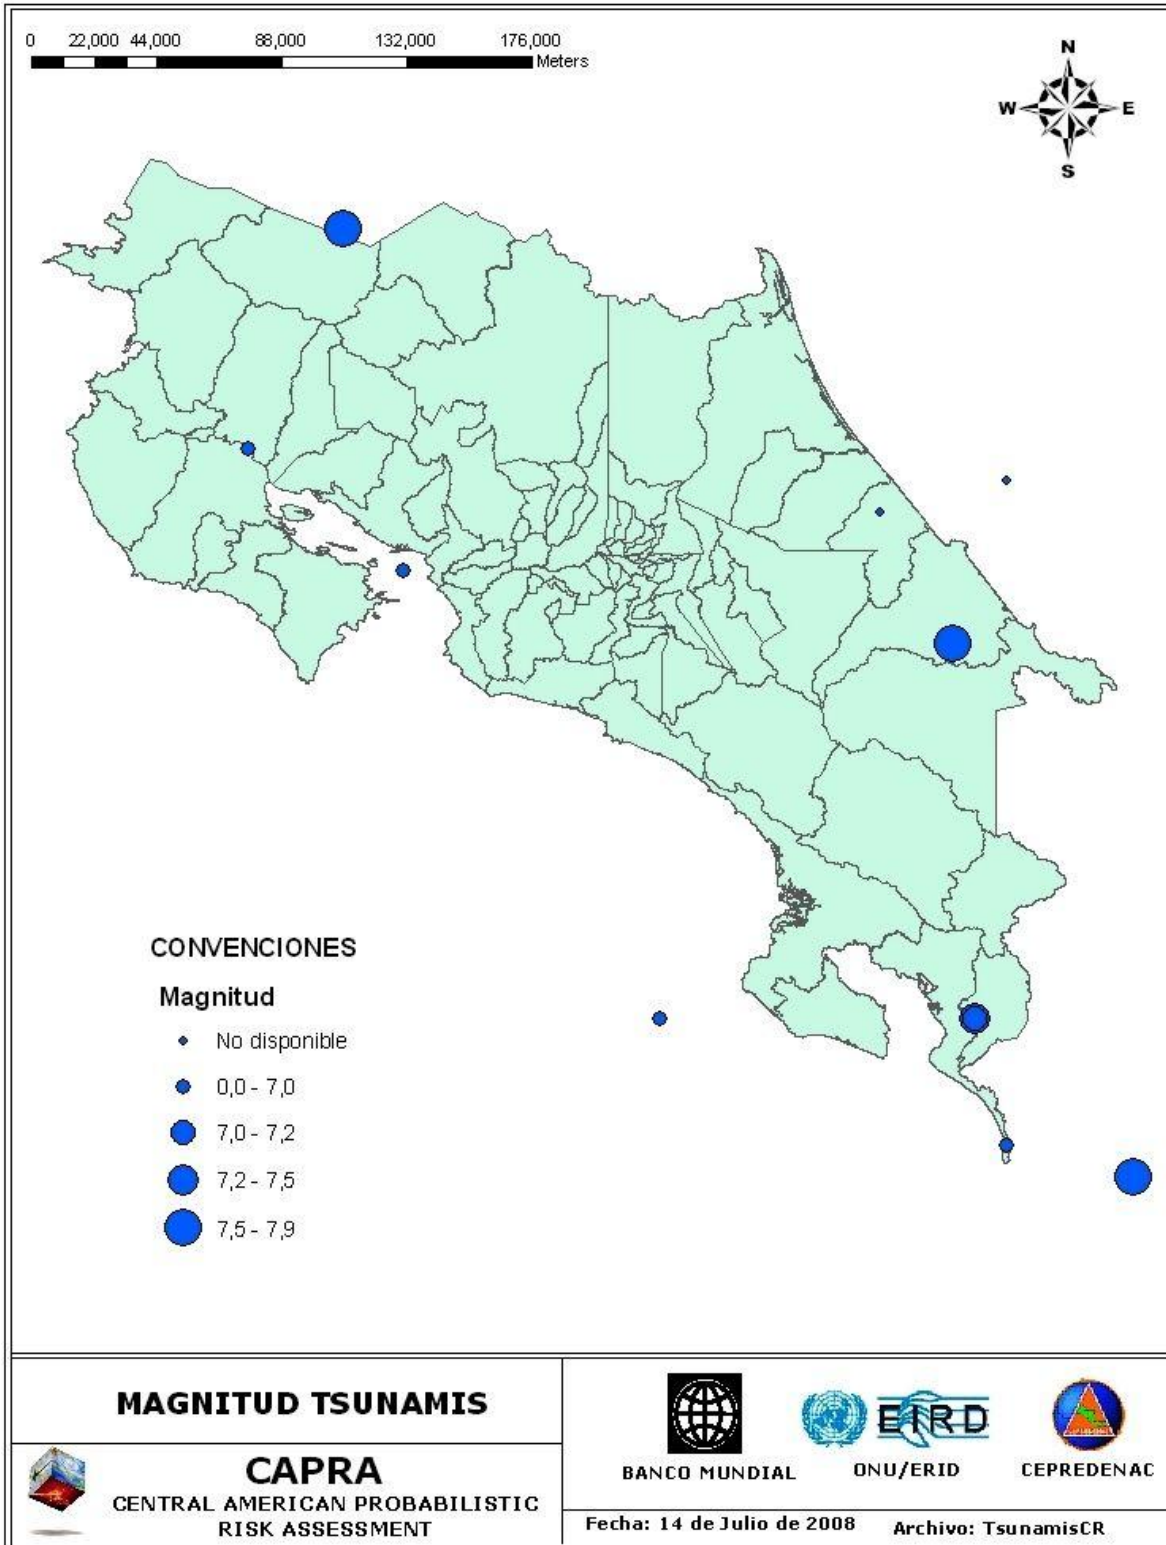 0 22,000 44,000 88,000 132,000 176,000
Meters
N
W E
S
CONVENCIONES
Magnitud
No disponible
0,0 - 7,0
7,0 - 7,2
7,2 - 7,5
7,5 - 7,9
MAGNITUD TSUNAMIS
CAPRA
CENTRAL AMERICAN PROBABILISTIC
RISK ASSESSMENT
EIRD
BANCO MUNDIAL ONU/ERID CEPREDENAC
Fecha: 14 de Julio de 2008 Archivo: TsunamisCR